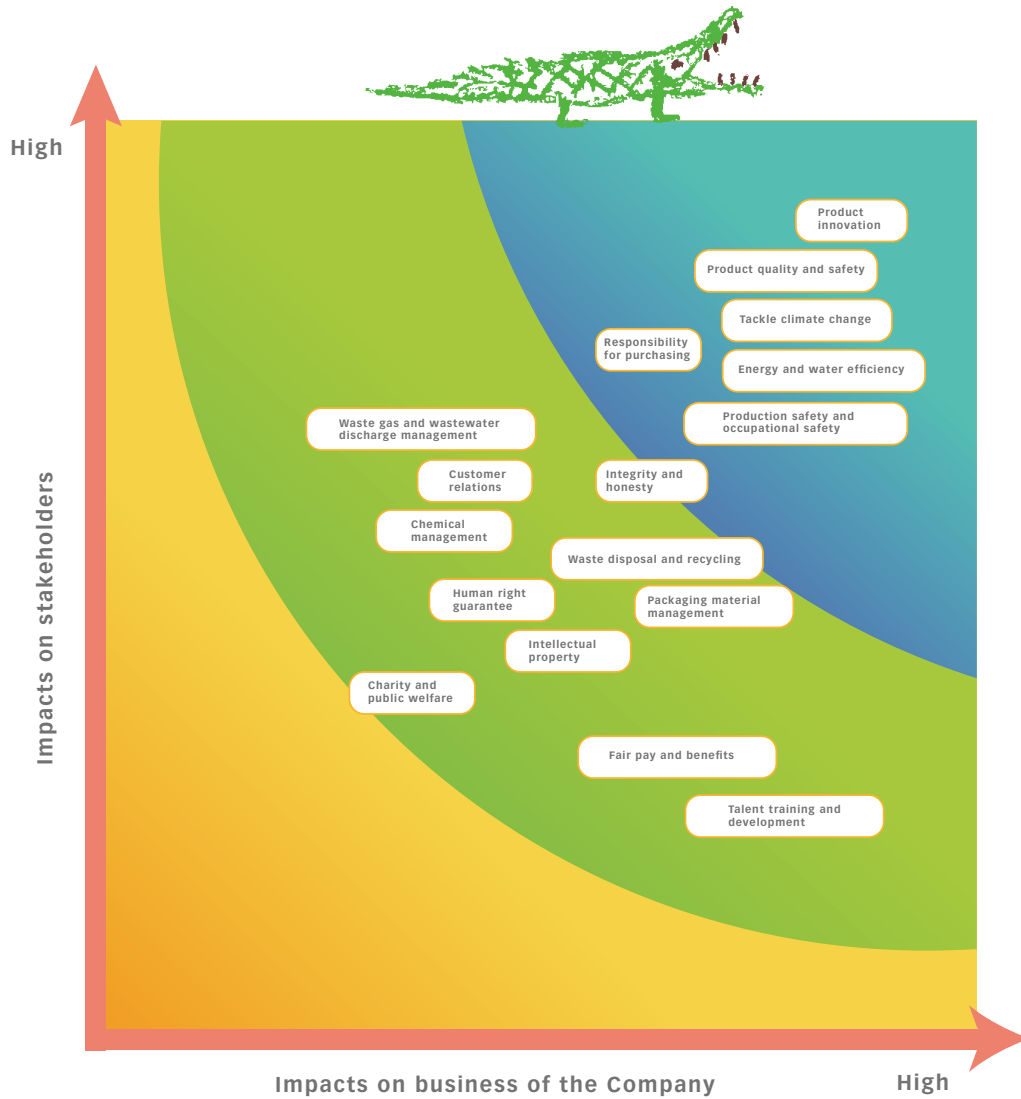 High
Product
innovation
Product quality and safety
Tackle climate change
Responsibility
for purchasing
Energy and water efficiency
Production safety and
occupational safety
Waste gas and wastewater
discharge management
Customer
relations
Integrity and
honesty
Chemical
management
Waste disposal and recycling
Human right
guarantee
Packaging material
management
Intellectual
property
Charity and
public welfare
Fair pay and benefits
Talent training and
development
Impacts on stakeholders
Impacts on business of the Company
High